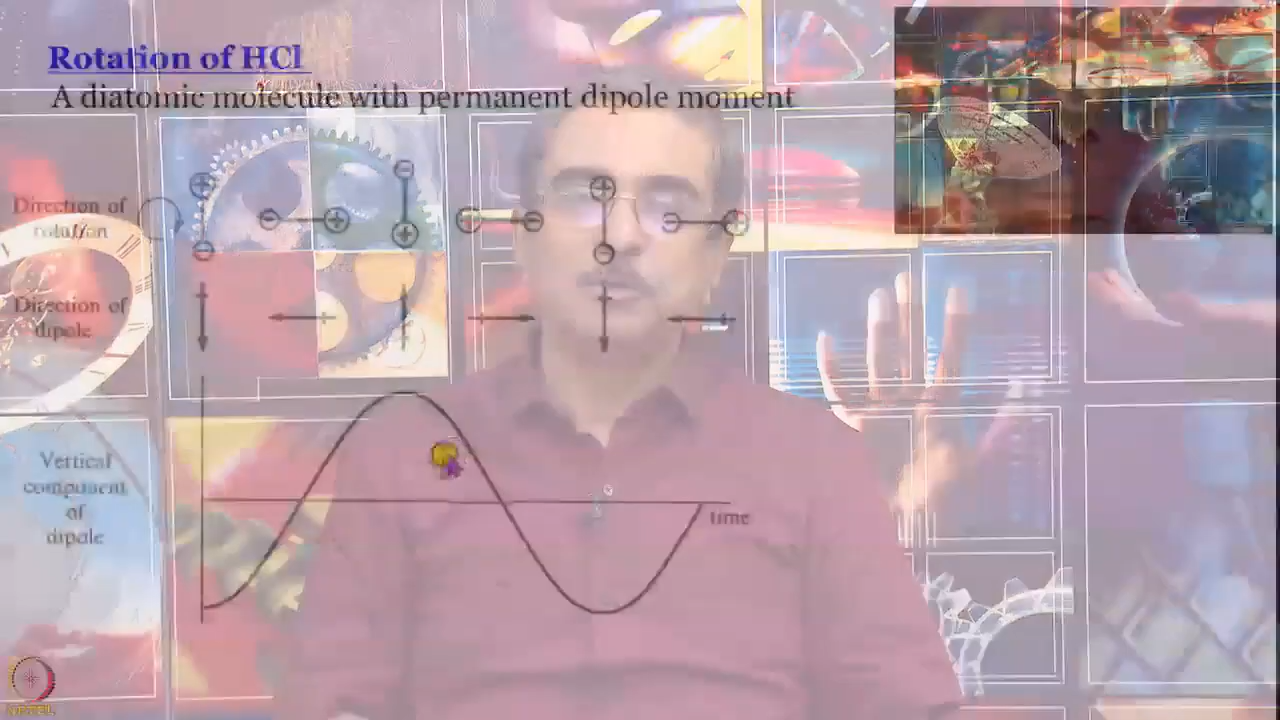 Rotation of HCl
A diatomic molecule with permanent dipole moment
Direction of
rotation
Direction of
dipole
Vertical
component
of
dipole
time
NPTEL